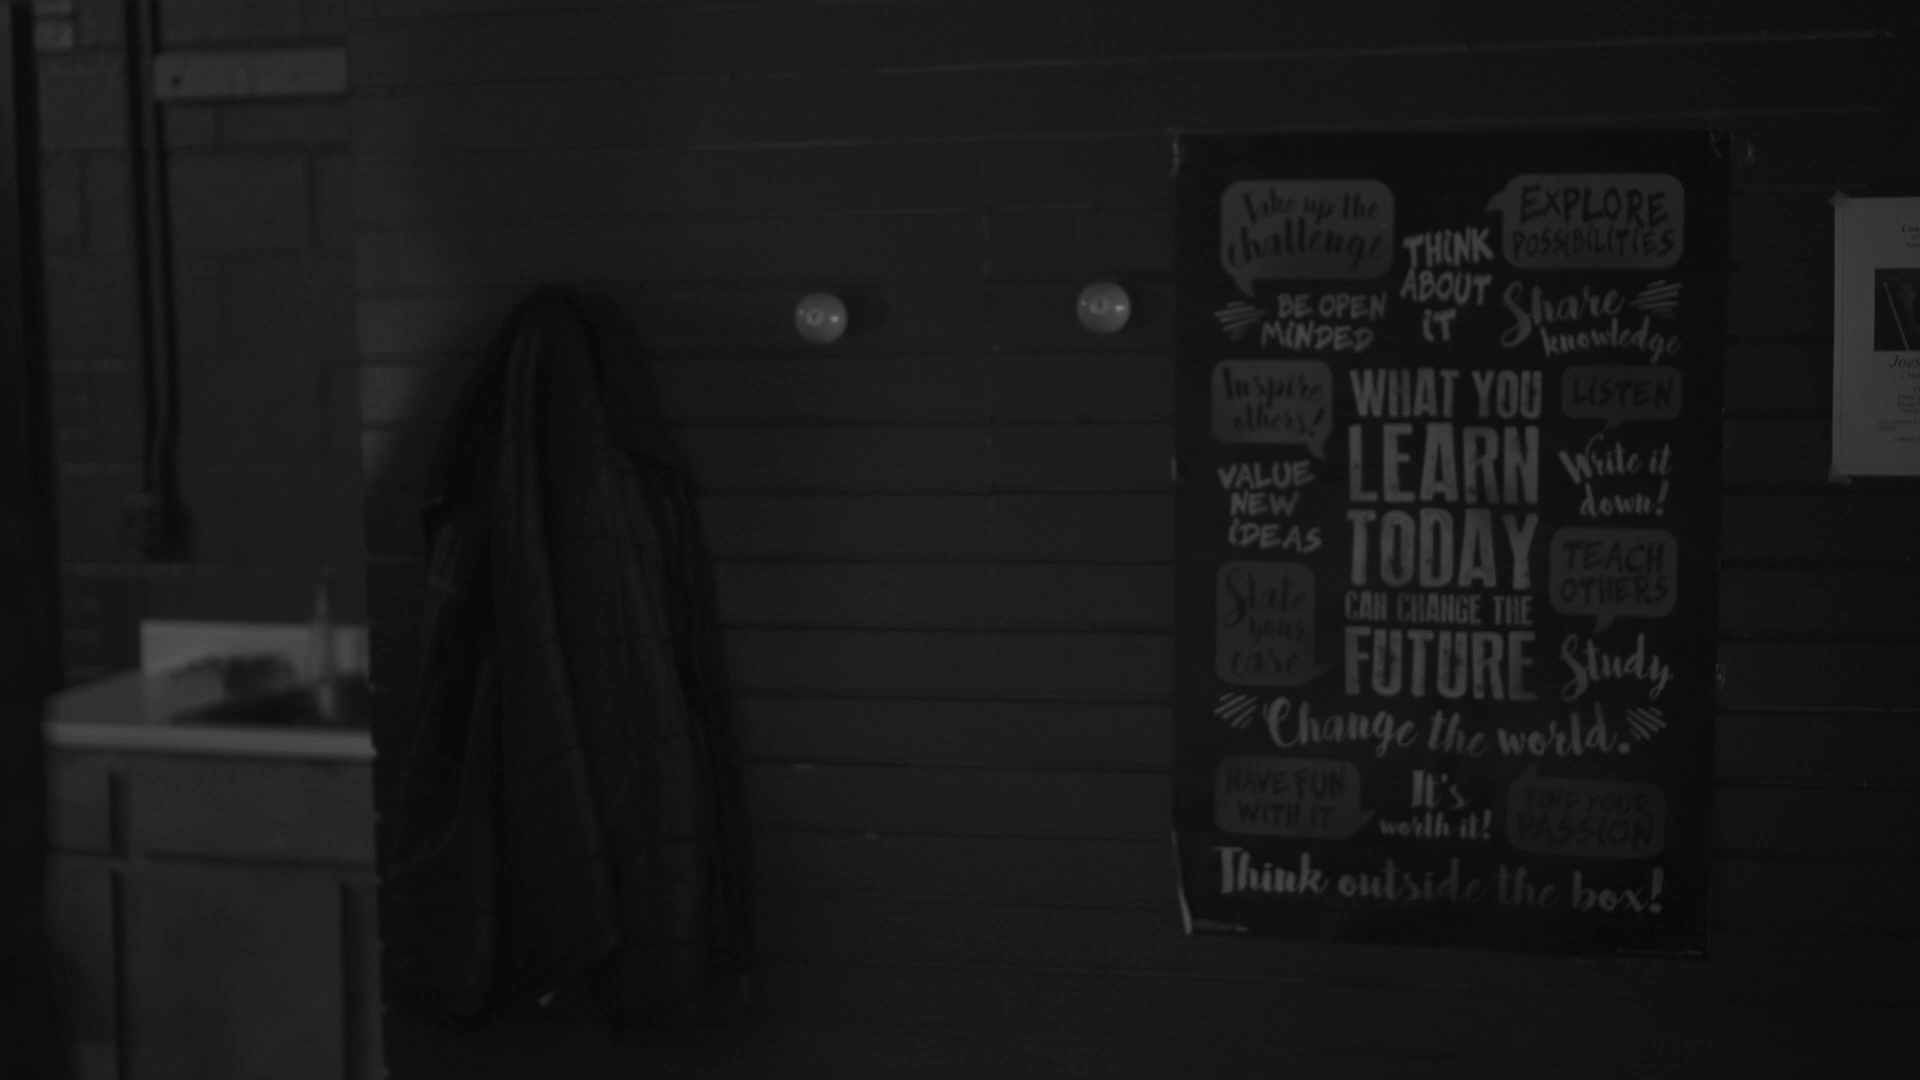 Take up the
challenge
THINK
ABOUT
IT
EXPLORE
POSSIBILITIES
BE OPEN
MINDED
Share
knowledge
Inspire
others!
WHAT YOU
LEARN
TODAY
CAN CHANGE THE
FUTURE
LISTEN
Write it
down!
VALUE
NEW
IDEAS
TEACH
OTHERS
State
your
case
Study
Change the world.
HAVE FUN
WITH IT
It's
worth it!
FIND YOUR
PASSION
Think outside the box!